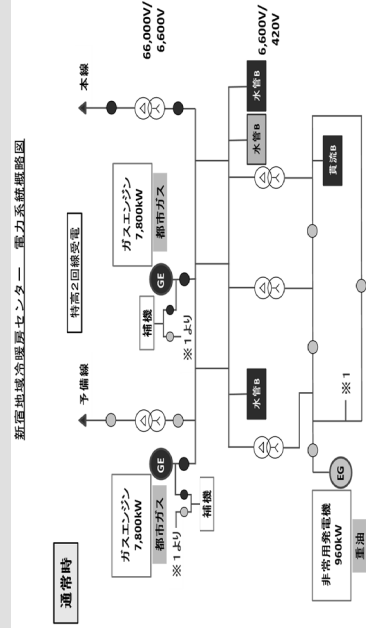 新宿地域冷暖房センター 電力系統概略図
通常時
特高2回線受電
予備線
本線
66,000V/
6,600V
ガスエンジン
7,800kW
都市ガス
GE
補機
※1より
ガスエンジン
7,800kW
都市ガス
GE
補機
※1より
水管B
水管B
水管B
6,600V/
420V
貫流B
※1
EG
非常用発電機
960kW
重油